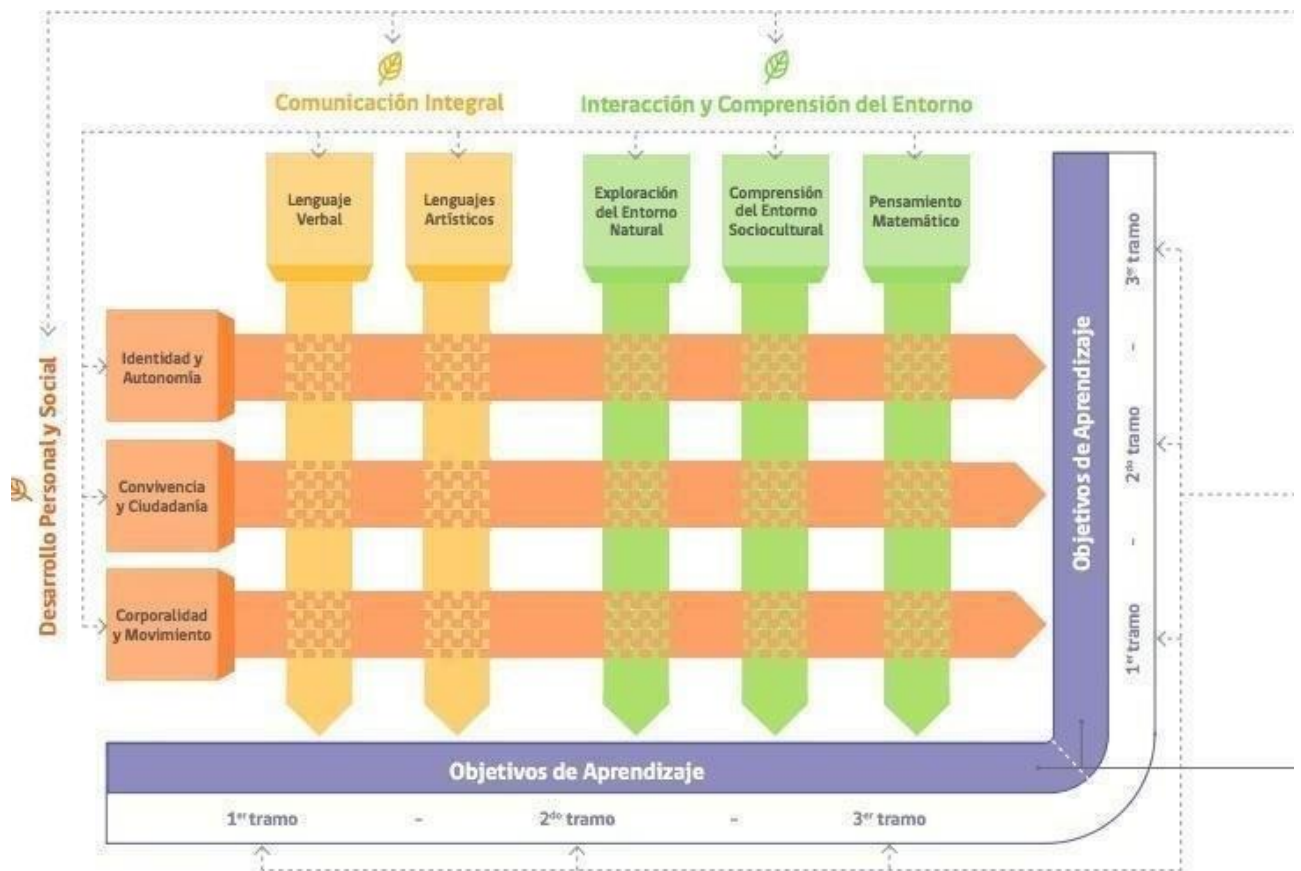 Comunicación Integral
Interacción y Comprensión del Entorno
Lenguaje
Verbal
Lenguajes
Artísticos
Exploración
del Entorno
Natural
Comprensión
del Entorno
Sociocultural
Pensamiento
Matemático
Desarrollo Personal y Social
Identidad y
Autonomía
Convivencia
y Ciudadanía
Corporalidad
y Movimiento
Objetivos de Aprendizaje
1er tramo - 2do tramo - 3er tramo
Objetivos de Aprendizaje
1er tramo - 2do tramo - 3er tramo